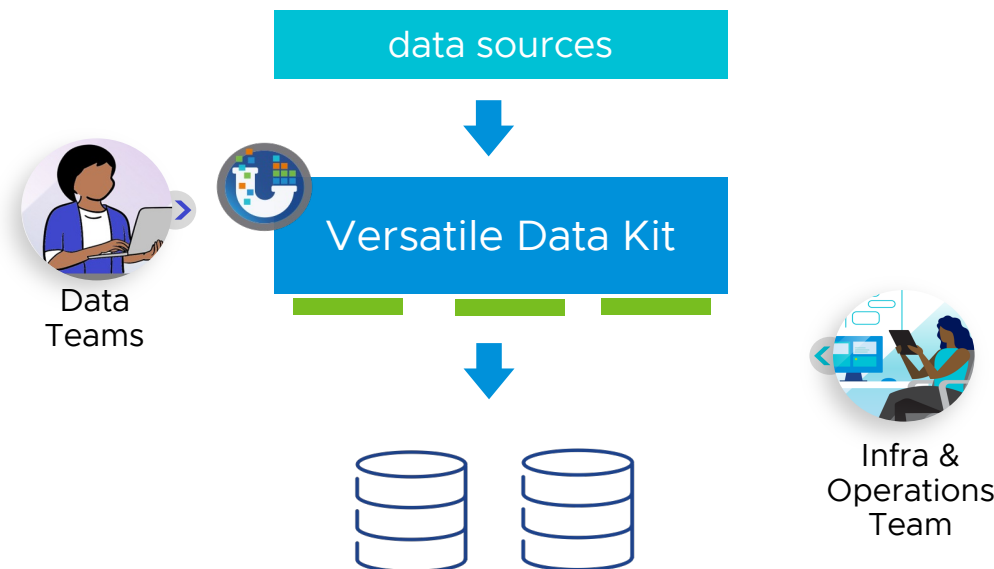 data sources
Versatile Data Kit
Data
Teams
Infra &
Operations
Team